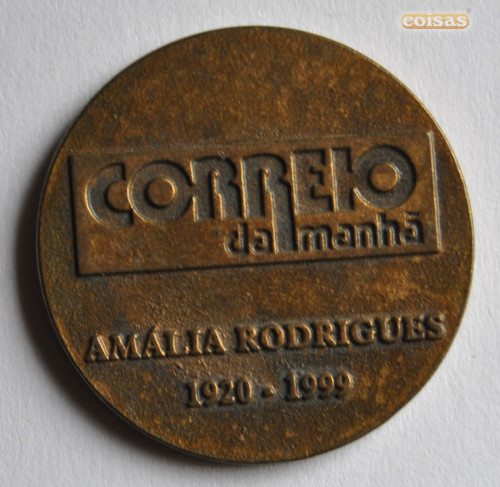 coisas
CORREIO
da manhã
AMÁLIA RODRIGUES
1920 - 1999